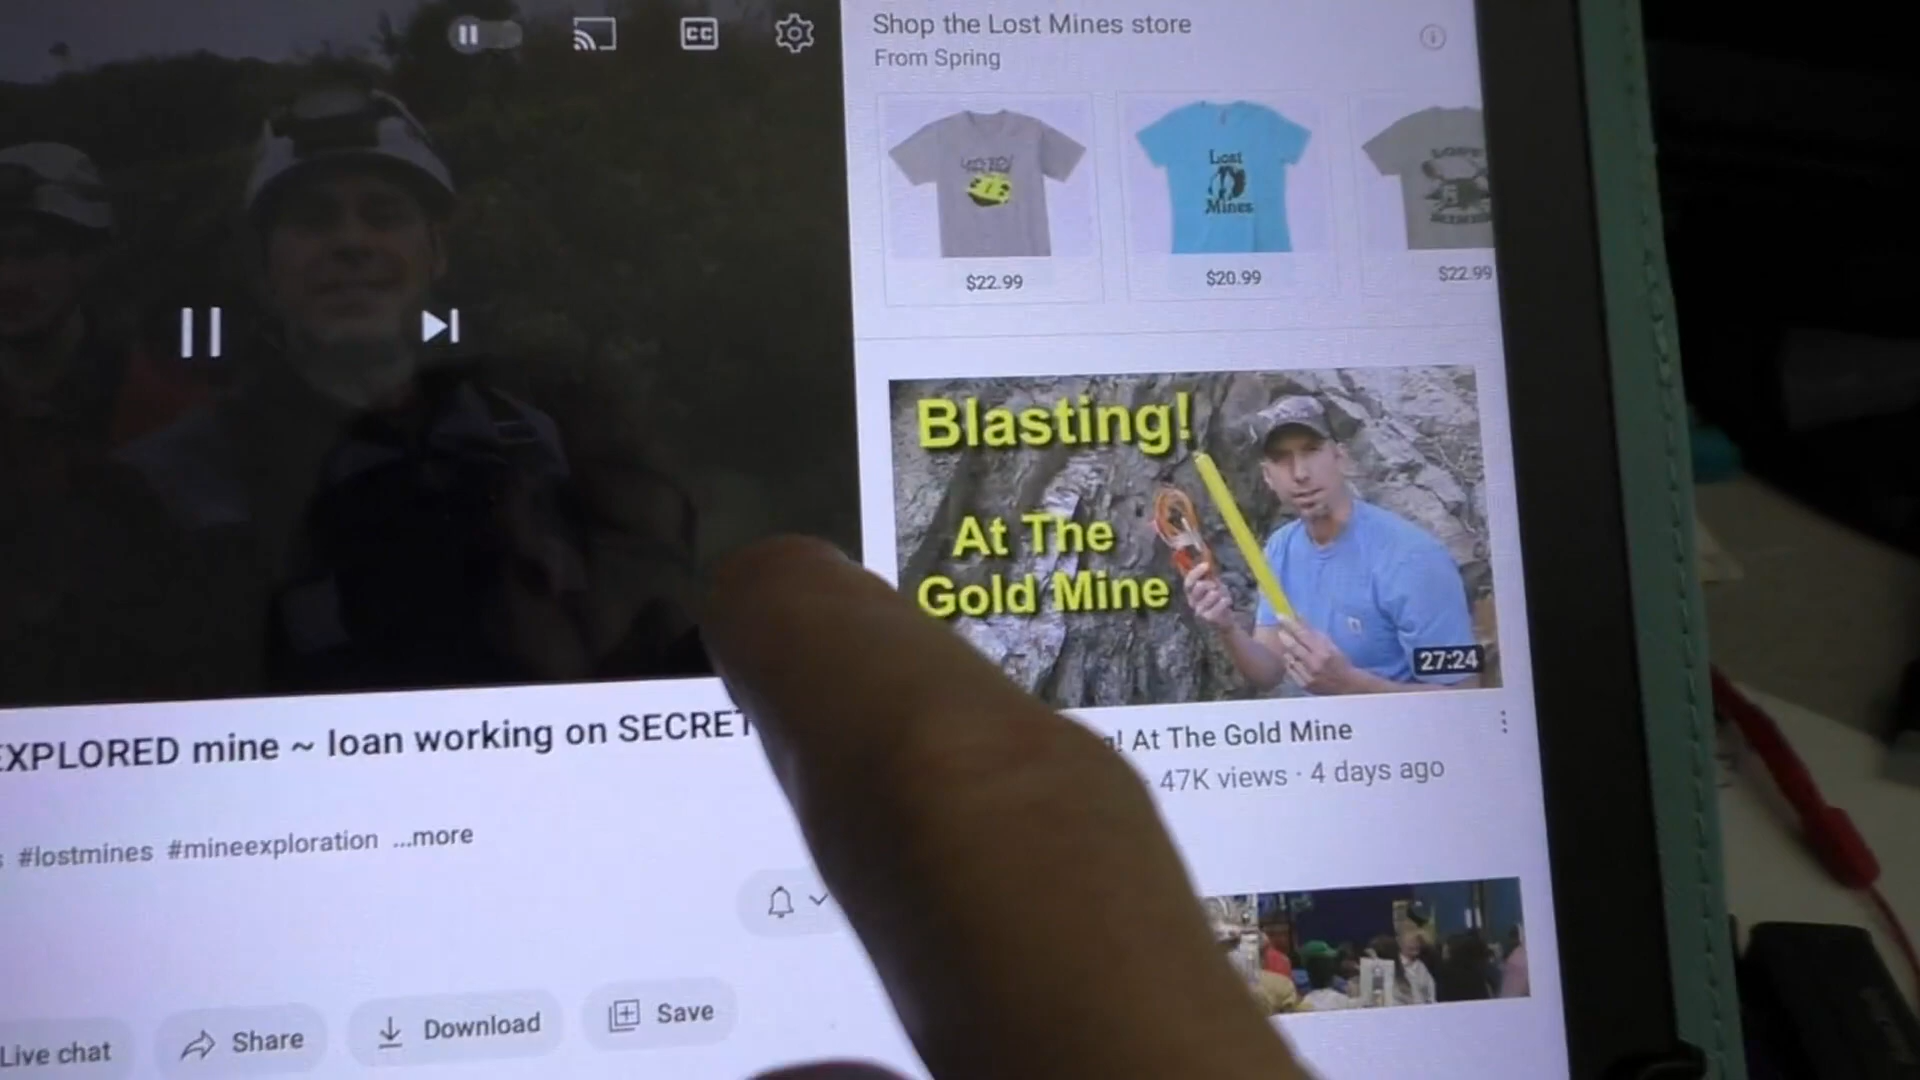 CC
Shop the Lost Mines store
From Spring
Lost
Mines
$22.99
$20.99
$22.99
Blasting!
At The
Gold Mine
27:24
EXPLORED mine ~ loan working on SECRET
! At The Gold Mine
47K views · 4 days ago
#lostmines #mineexploration ...more
Live chat
Share
Download
Save